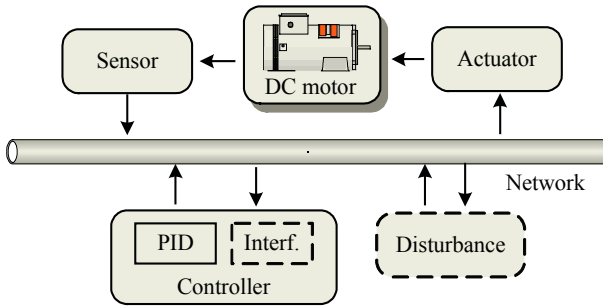 Sensor
DC motor
Actuator
Network
PID
Interf.
Controller
Disturbance